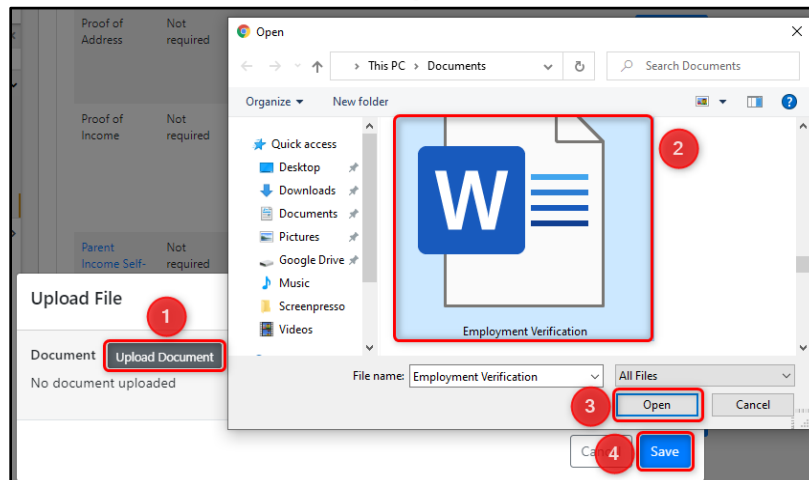 Proof of
Address
Not
required
Proof of
Income
Not
required
Parent
Income Self-
Not
required
Open
This PC > Documents
Search Documents
Organize
New folder
Quick access
Desktop
Downloads
Documents
Pictures
Google Drive
Music
Screenpresso
Videos
W
Employment Verification
2
File name: Employment Verification
All Files
3
Open
Cancel
Upload File
1
Document Upload Document
No document uploaded
4
Save